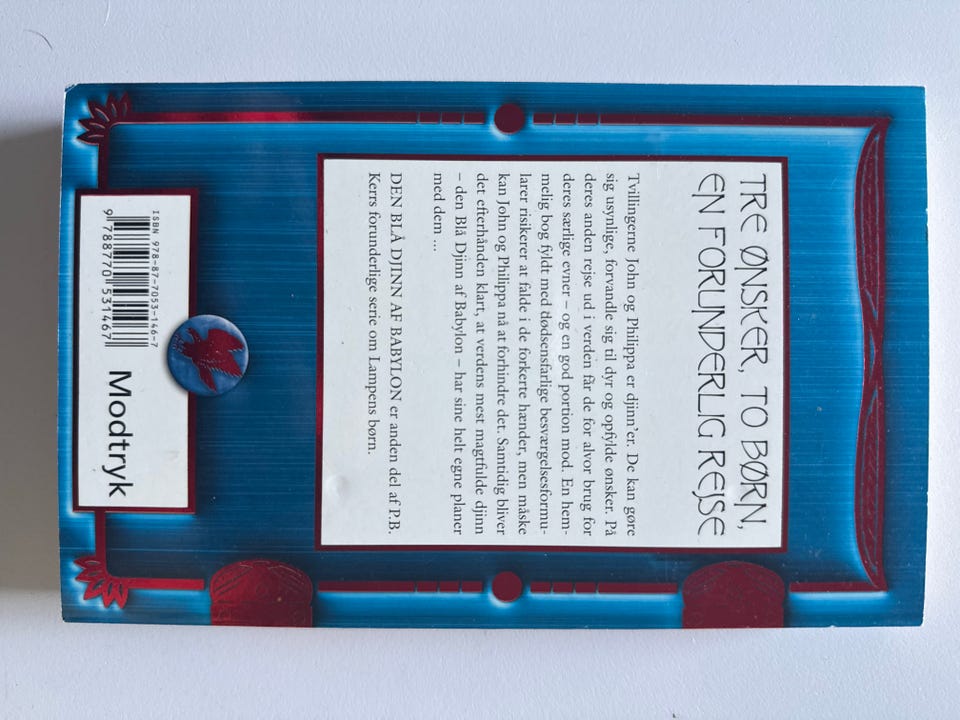 TRE ØNSKER, TO BØRN,
EN FORUNDERLIG REJSE
Tvillingerne John og Philippa er djinn'er. De kan gøre
sig usynlige, forvandle sig til dyr og opfylde ønsker. På
deres anden rejse ud i verden får de for alvor brug for
deres særlige evner – og en god portion mod. En hem-
melig bog fyldt med dødsensfarlige besværgelsesformu-
larer risikerer at falde i de forkerte hænder, men måske
kan John og Philippa nå at forhindre det. Samtidig bliver
det efterhånden klart, at verdens mest magtfulde djinn
– den Blå Djinn af Babylon – har sine helt egne planer
med dem ...
DEN BLÅ DJINN AF BABYLON er anden del af P.B.
Kerrs forunderlige serie om Lampens børn.
ISBN 978-87-7053-146-7
9 788770 531467
Modtryk